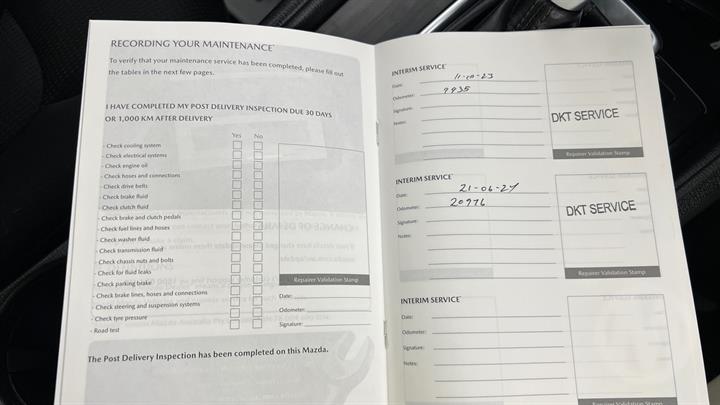 RECORDING YOUR MAINTENANCE
To verify that your maintenance service has been completed, please fill out
the tables in the next few pages.
I HAVE COMPLETED MY POST DELIVERY INSPECTION DUE 30 DAYS
OR 1,000 KM AFTER DELIVERY
Yes No
- Check cooling system
- Check electrical systems
- Check engine oil
- Check hoses and connections
- Check drive belts
- Check brake fluid
- Check clutch fluid
- Check brake and clutch pedals
- Check fuel lines and hoses
- Check washer fluid
- Check transmission fluid
- Check chassis nuts and bolts
- Check for fluid leaks
- Check parking brake
- Check brake lines, hoses and connections
- Check steering and suspension systems
- Check tyre pressure
- Road test
Repairer Validation Stamp
Date:
Odometer:
Signature:
The Post Delivery Inspection has been completed on this Mazda.
INTERIM SERVICE
Date: 11-10-23
Odometer: 9935
Signature:
Notes:
DKT SERVICE
Repairer Validation Stamp
INTERIM SERVICE
Date: 21-06-24
Odometer: 20976
Signature:
Notes:
DKT SERVICE
Repairer Validation Stamp
INTERIM SERVICE
Date:
Odometer:
Signature:
Notes:
Repairer Validation Stamp